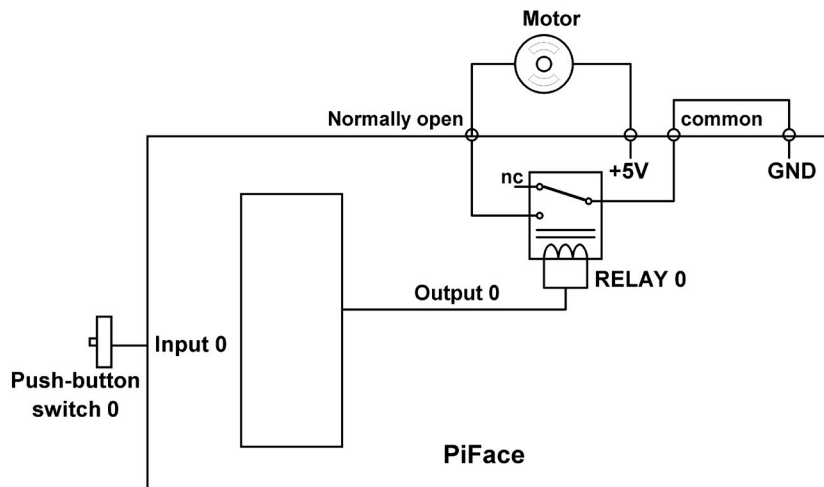 Motor
Normally open
common
nc
+5V
GND
RELAY 0
Output 0
Input 0
Push-button
switch 0
PiFace